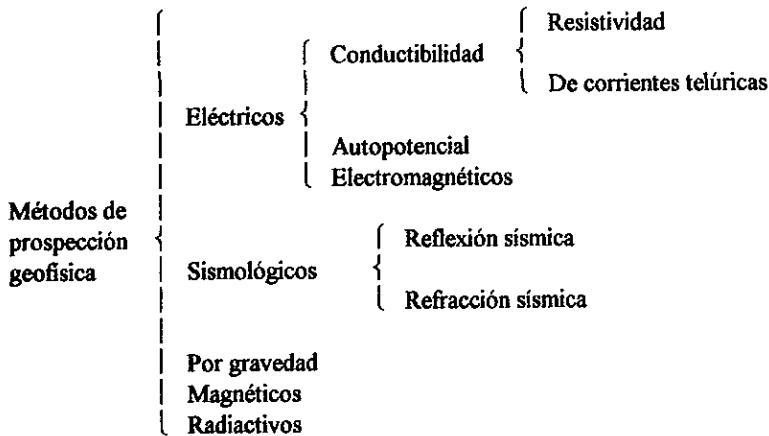 Resistividad
Conductibilidad
De corrientes telúricas
Eléctricos
Autopotencial
Electromagnéticos
Métodos de
prospección
geofísica
Reflexión sísmica
Sismológicos
Refracción sísmica
Por gravedad
Magnéticos
Radiactivos